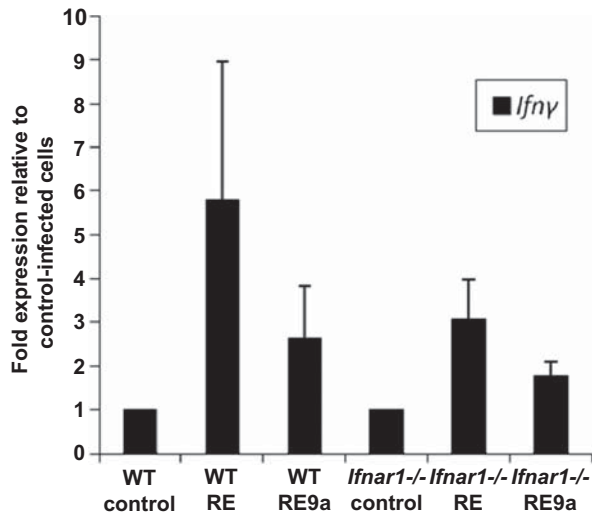 Fold expression relative to
control-infected cells
10
9
8
7
6
5
4
3
2
1
0
Ifnγ
WT
control
WT
RE
WT
RE9a
Ifnar1-/-
control
Ifnar1-/-
RE
Ifnar1-/-
RE9a